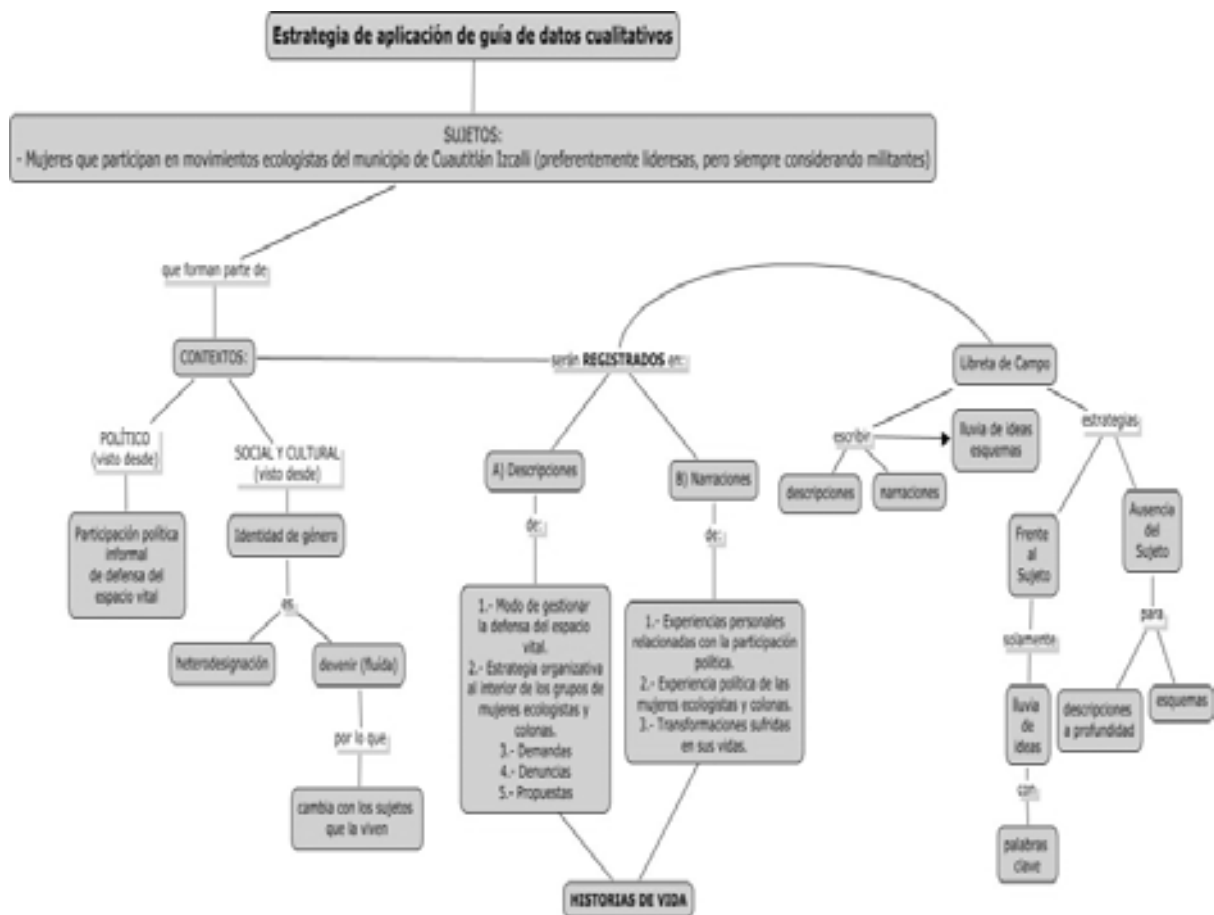 Estrategia de aplicación de guía de datos cualitativos
SUJETOS:
- Mujeres que participan en movimientos ecologistas del municipio de Cuautitlán Izcalli (preferentemente lideresas, pero siempre considerando militantes)
que forman parte de:
CONTEXTOS:
serán REGISTRADOS en:
Libreta de Campo
POLÍTICO
(visto desde)
SOCIAL Y CULTURAL
(visto desde)
Participación política
informal
de defensa del
espacio vital
Identidad de género
es
heterodesignación
devenir (fluida)
por lo que
cambia con los sujetos
que la viven
A) Descripciones
de:
1.- Modo de gestionar
la defensa del espacio
vital.
2.- Estrategia organizativa
al interior de los grupos de
mujeres ecologistas y
colonas.
3.- Demandas
4.- Denuncias
5.- Propuestas
B) Narraciones
de:
1.- Experiencias personales
relacionadas con la participación
política.
2.- Experiencia política de las
mujeres ecologistas y colonas.
3.- Transformaciones sufridas
en sus vidas.
HISTORIAS DE VIDA
escribir
lluvia de ideas
esquemas
descripciones
narraciones
estrategias
Frente
al
Sujeto
solamente
lluvia
de
ideas
con
palabras
clave
Ausencia
del
Sujeto
para
descripciones
a profundidad
esquemas